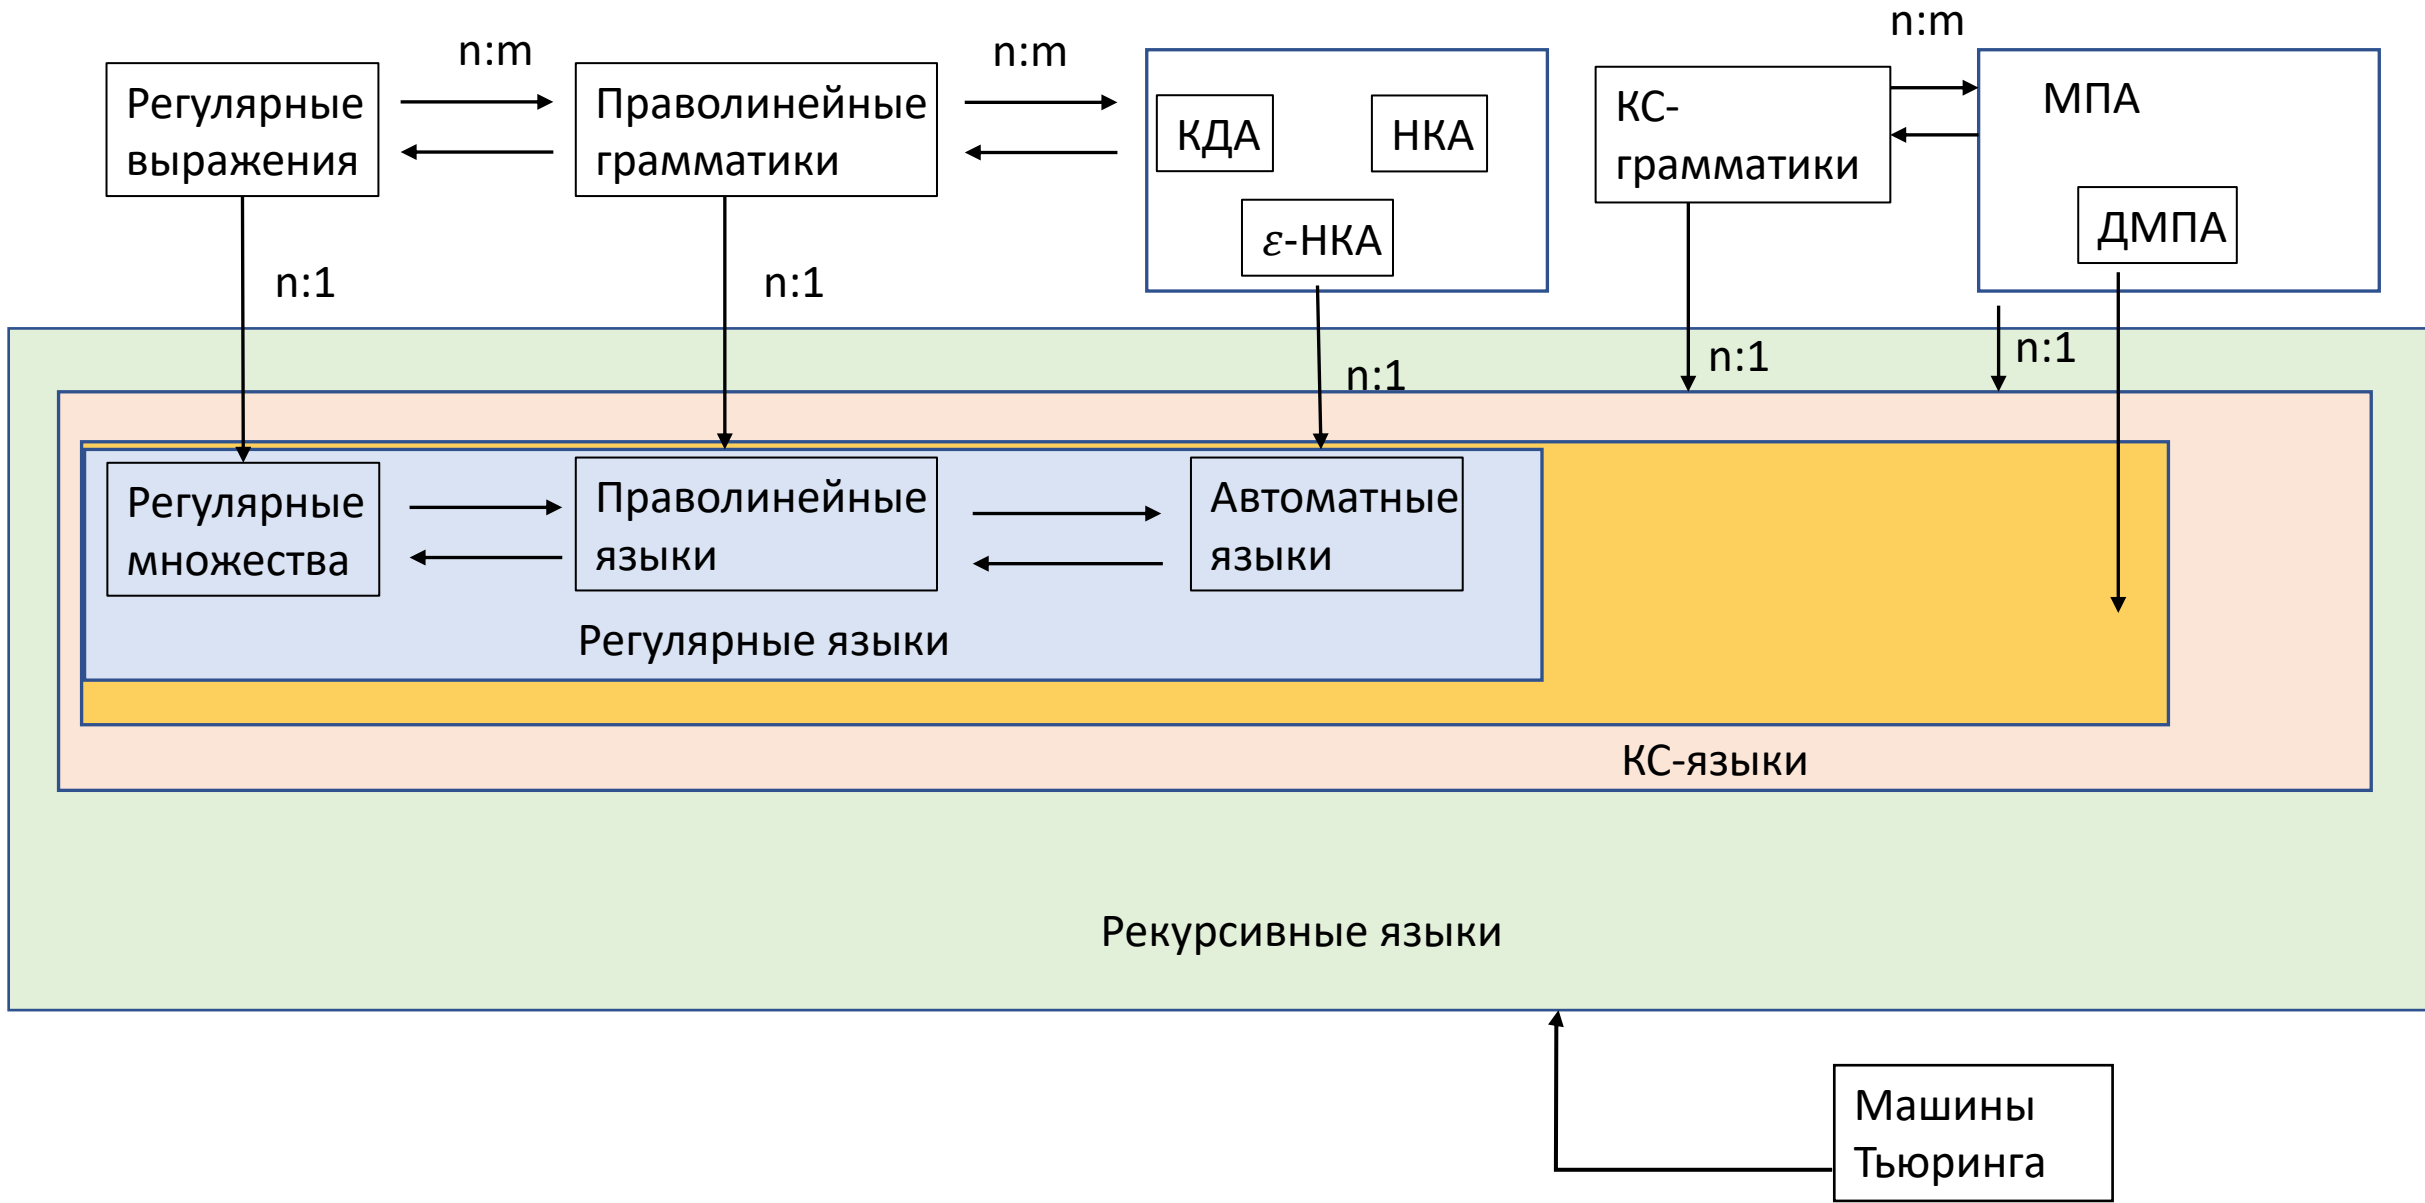 n:m
n:m
n:m
Регулярные
выражения
Праволинейные
грамматики
КДА
НКА
ε-НКА
КС-
грамматики
МПА
ДМПА
n:1
n:1
n:1
n:1
n:1
Регулярные
множества
Праволинейные
языки
Автоматные
языки
Регулярные языки
КС-языки
Рекурсивные языки
Машины
Тьюринга